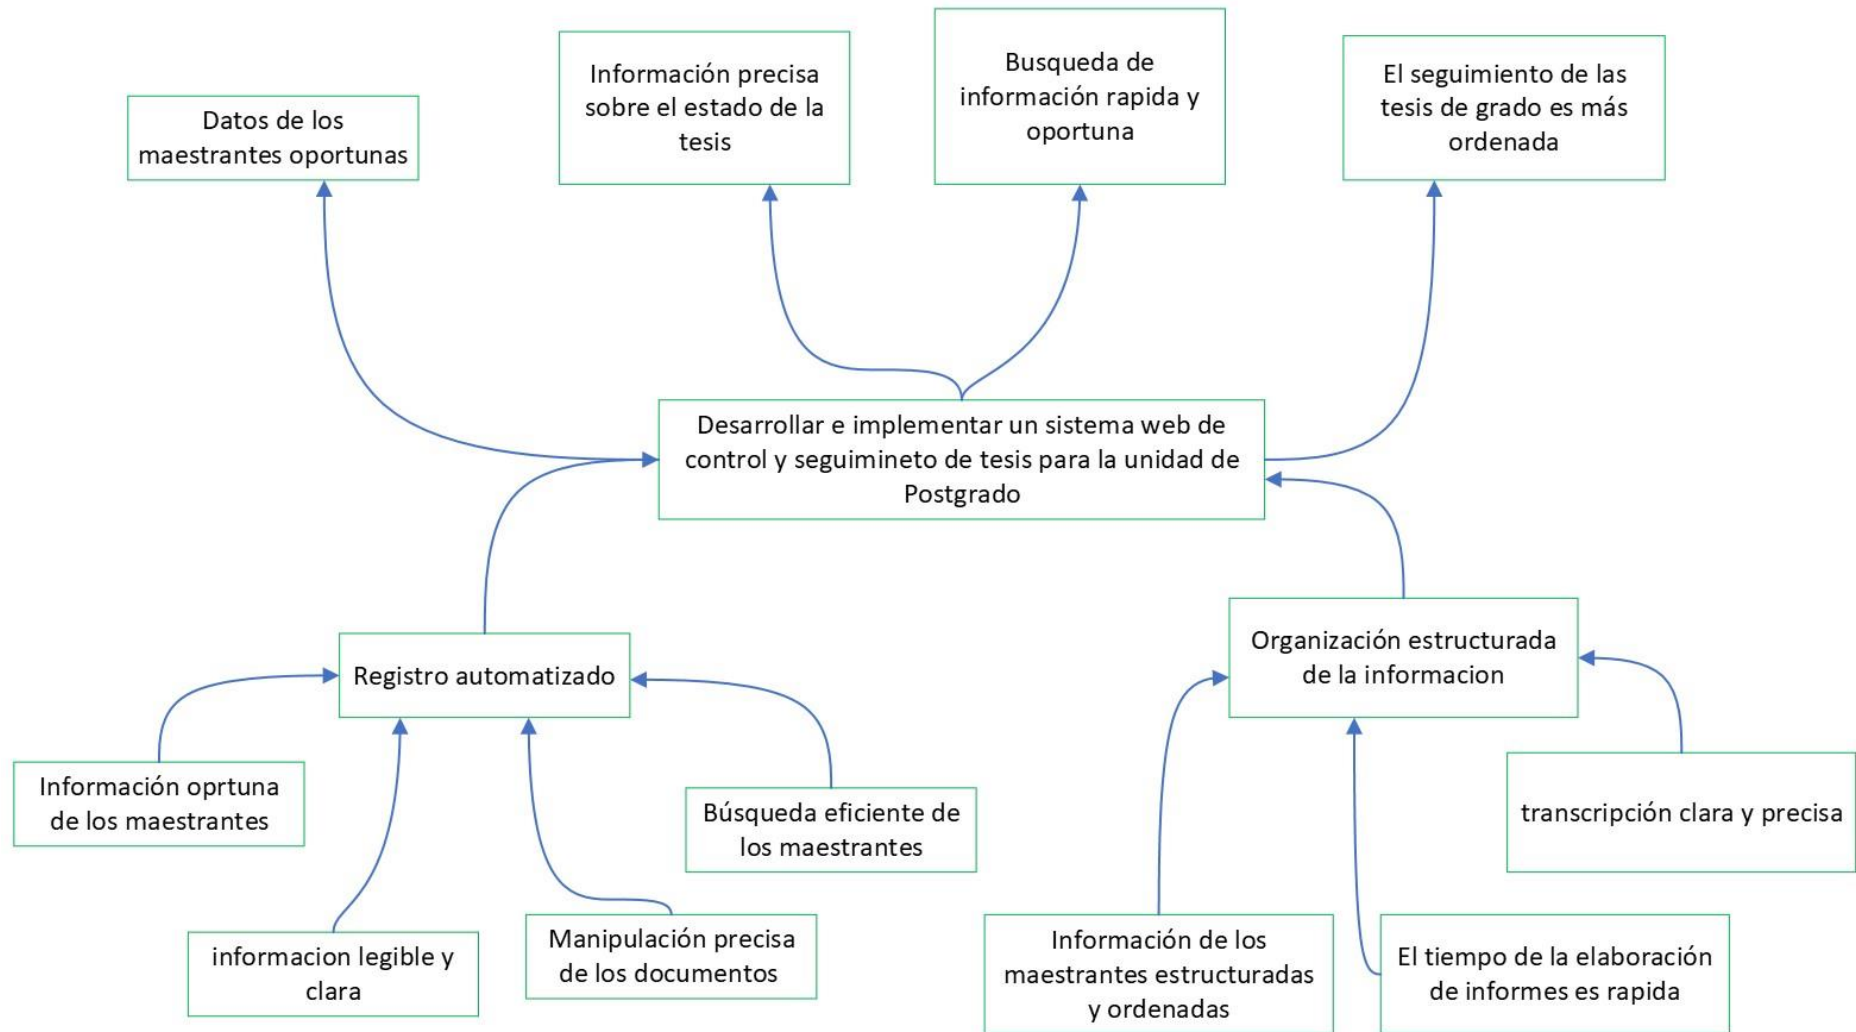 Datos de los
maestrantes oportunas
Información precisa
sobre el estado de la
tesis
Busqueda de
información rapida y
oportuna
El seguimiento de las
tesis de grado es más
ordenada
Desarrollar e implementar un sistema web de
control y seguimineto de tesis para la unidad de
Postgrado
Registro automatizado
Organización estructurada
de la informacion
Información oprtuna
de los maestrantes
Búsqueda eficiente de
los maestrantes
transcripción clara y precisa
informacion legible y
clara
Manipulación precisa
de los documentos
Información de los
maestrantes estructuradas
y ordenadas
El tiempo de la elaboración
de informes es rapida